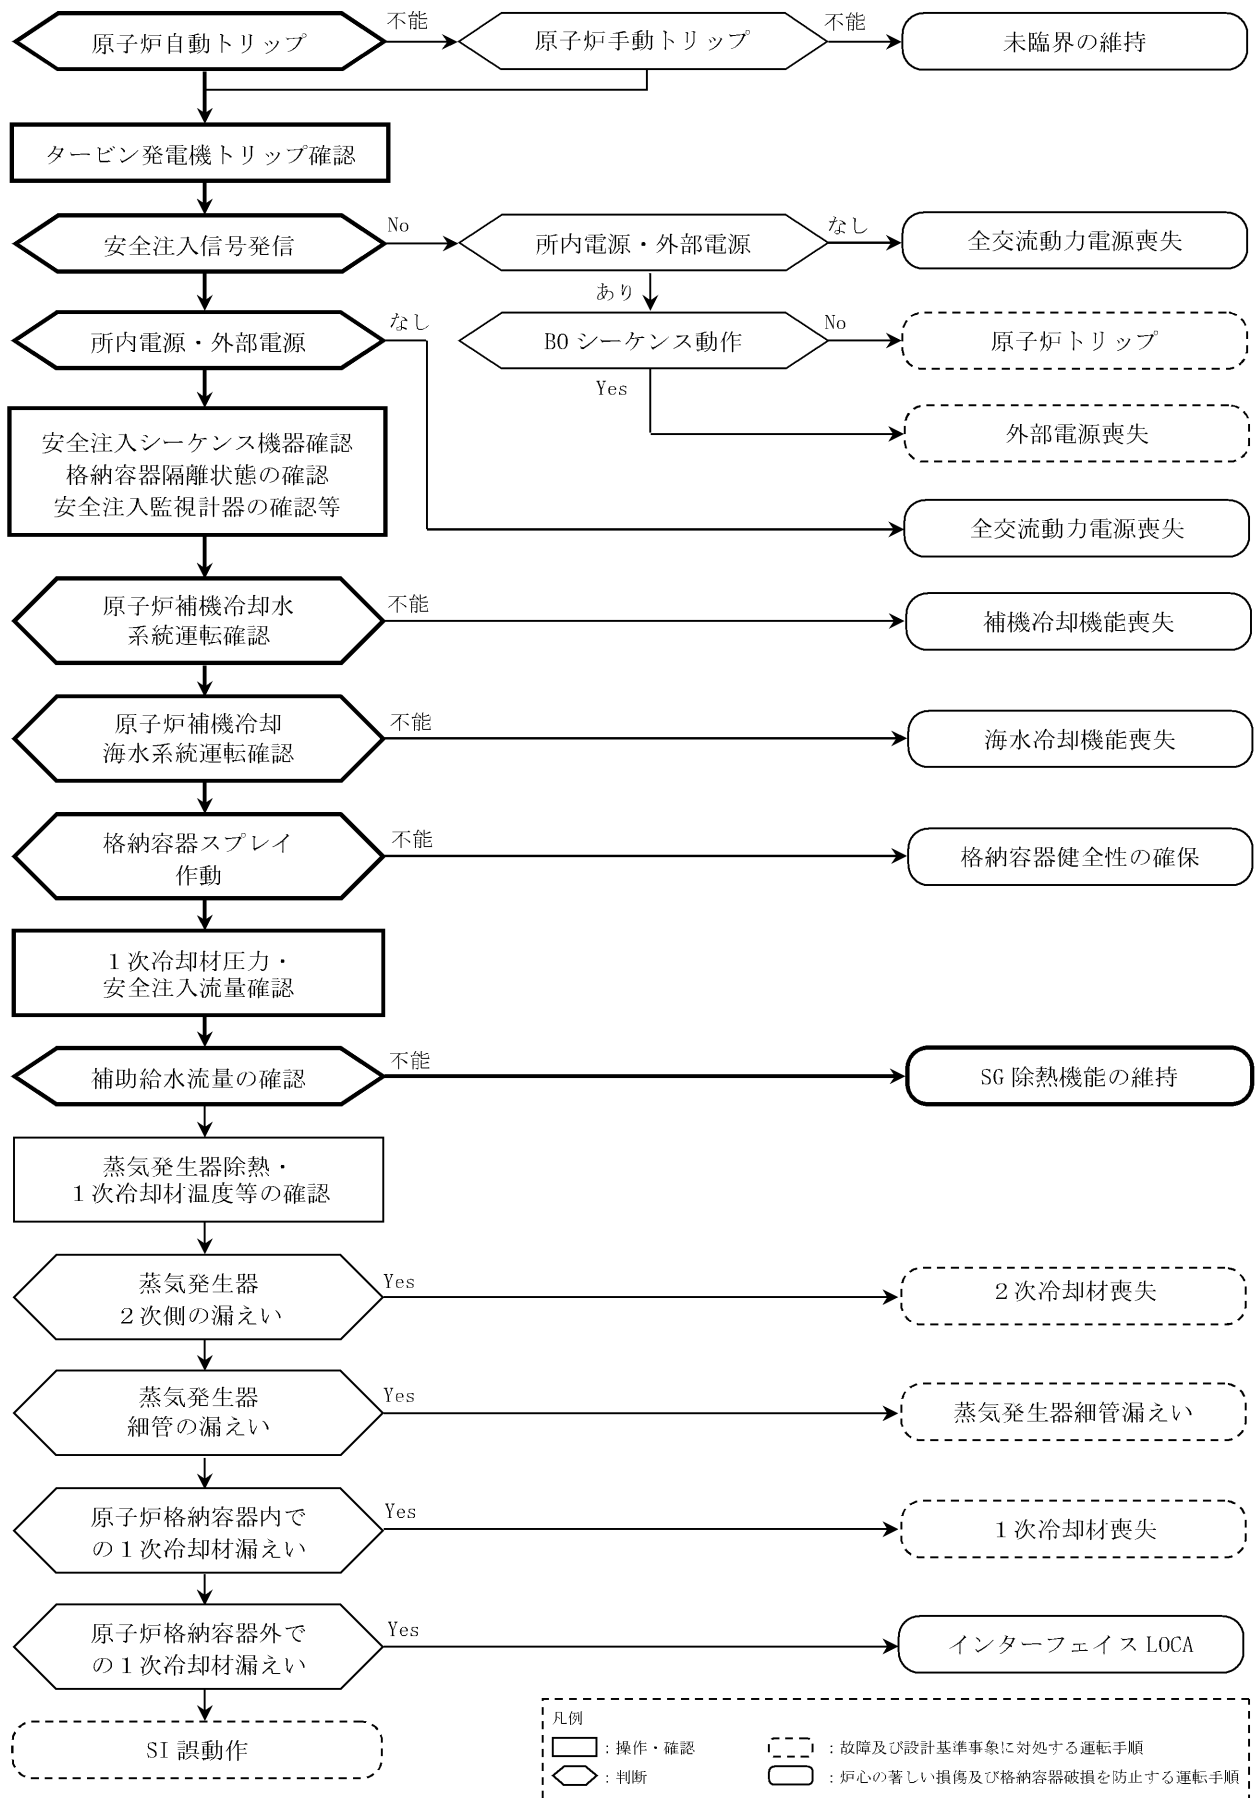 原子炉自動トリップ
不能
原子炉手動トリップ
不能
未臨界の維持
タービン発電機トリップ確認
安全注入信号発信
No
所内電源・外部電源
なし
全交流動力電源喪失
あり
所内電源・外部電源
なし
BOシーケンス動作
No
原子炉トリップ
Yes
外部電源喪失
安全注入シーケンス機器確認
格納容器隔離状態の確認
安全注入監視計器の確認等
全交流動力電源喪失
原子炉補機冷却水
系統運転確認
不能
補機冷却機能喪失
原子炉補機冷却
海水系統運転確認
不能
海水冷却機能喪失
格納容器スプレイ
作動
不能
格納容器健全性の確保
1次冷却材圧力・
安全注入流量確認
補助給水流量の確認
不能
SG除熱機能の維持
蒸気発生器除熱・
1次冷却材温度等の確認
蒸気発生器
2次側の漏えい
Yes
2次冷却材喪失
蒸気発生器
細管の漏えい
Yes
蒸気発生器細管漏えい
原子炉格納容器内で
の1次冷却材漏えい
Yes
1次冷却材喪失
原子炉格納容器外で
の1次冷却材漏えい
Yes
インターフェイスLOCA
SI誤動作
凡例
：操作・確認
：故障及び設計基準事象に対処する運転手順
：判断
：炉心の著しい損傷及び格納容器破損を防止する運転手順